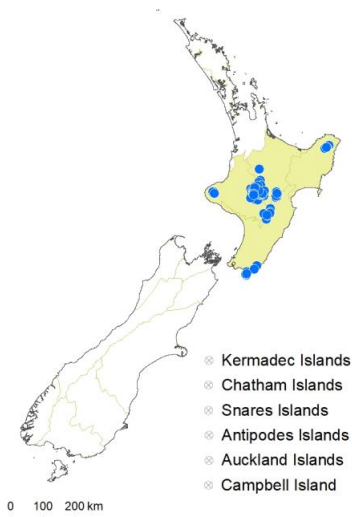 Kermadec Islands
Chatham Islands
Snares Islands
Antipodes Islands
Auckland Islands
Campbell Island
0 100 200 km